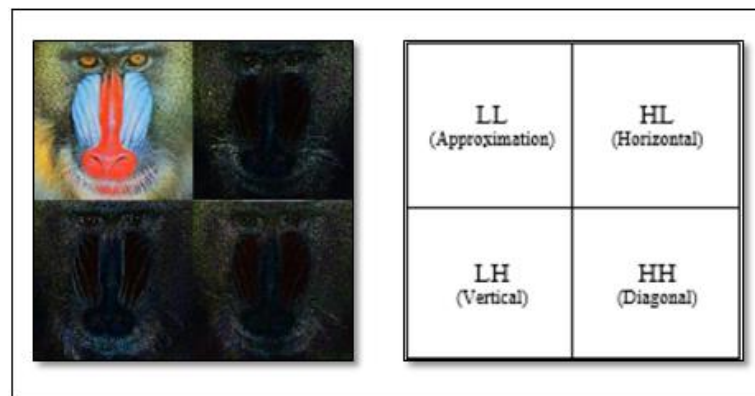 LL
(Approximation)
HL
(Horizontal)
LH
(Vertical)
HH
(Diagonal)